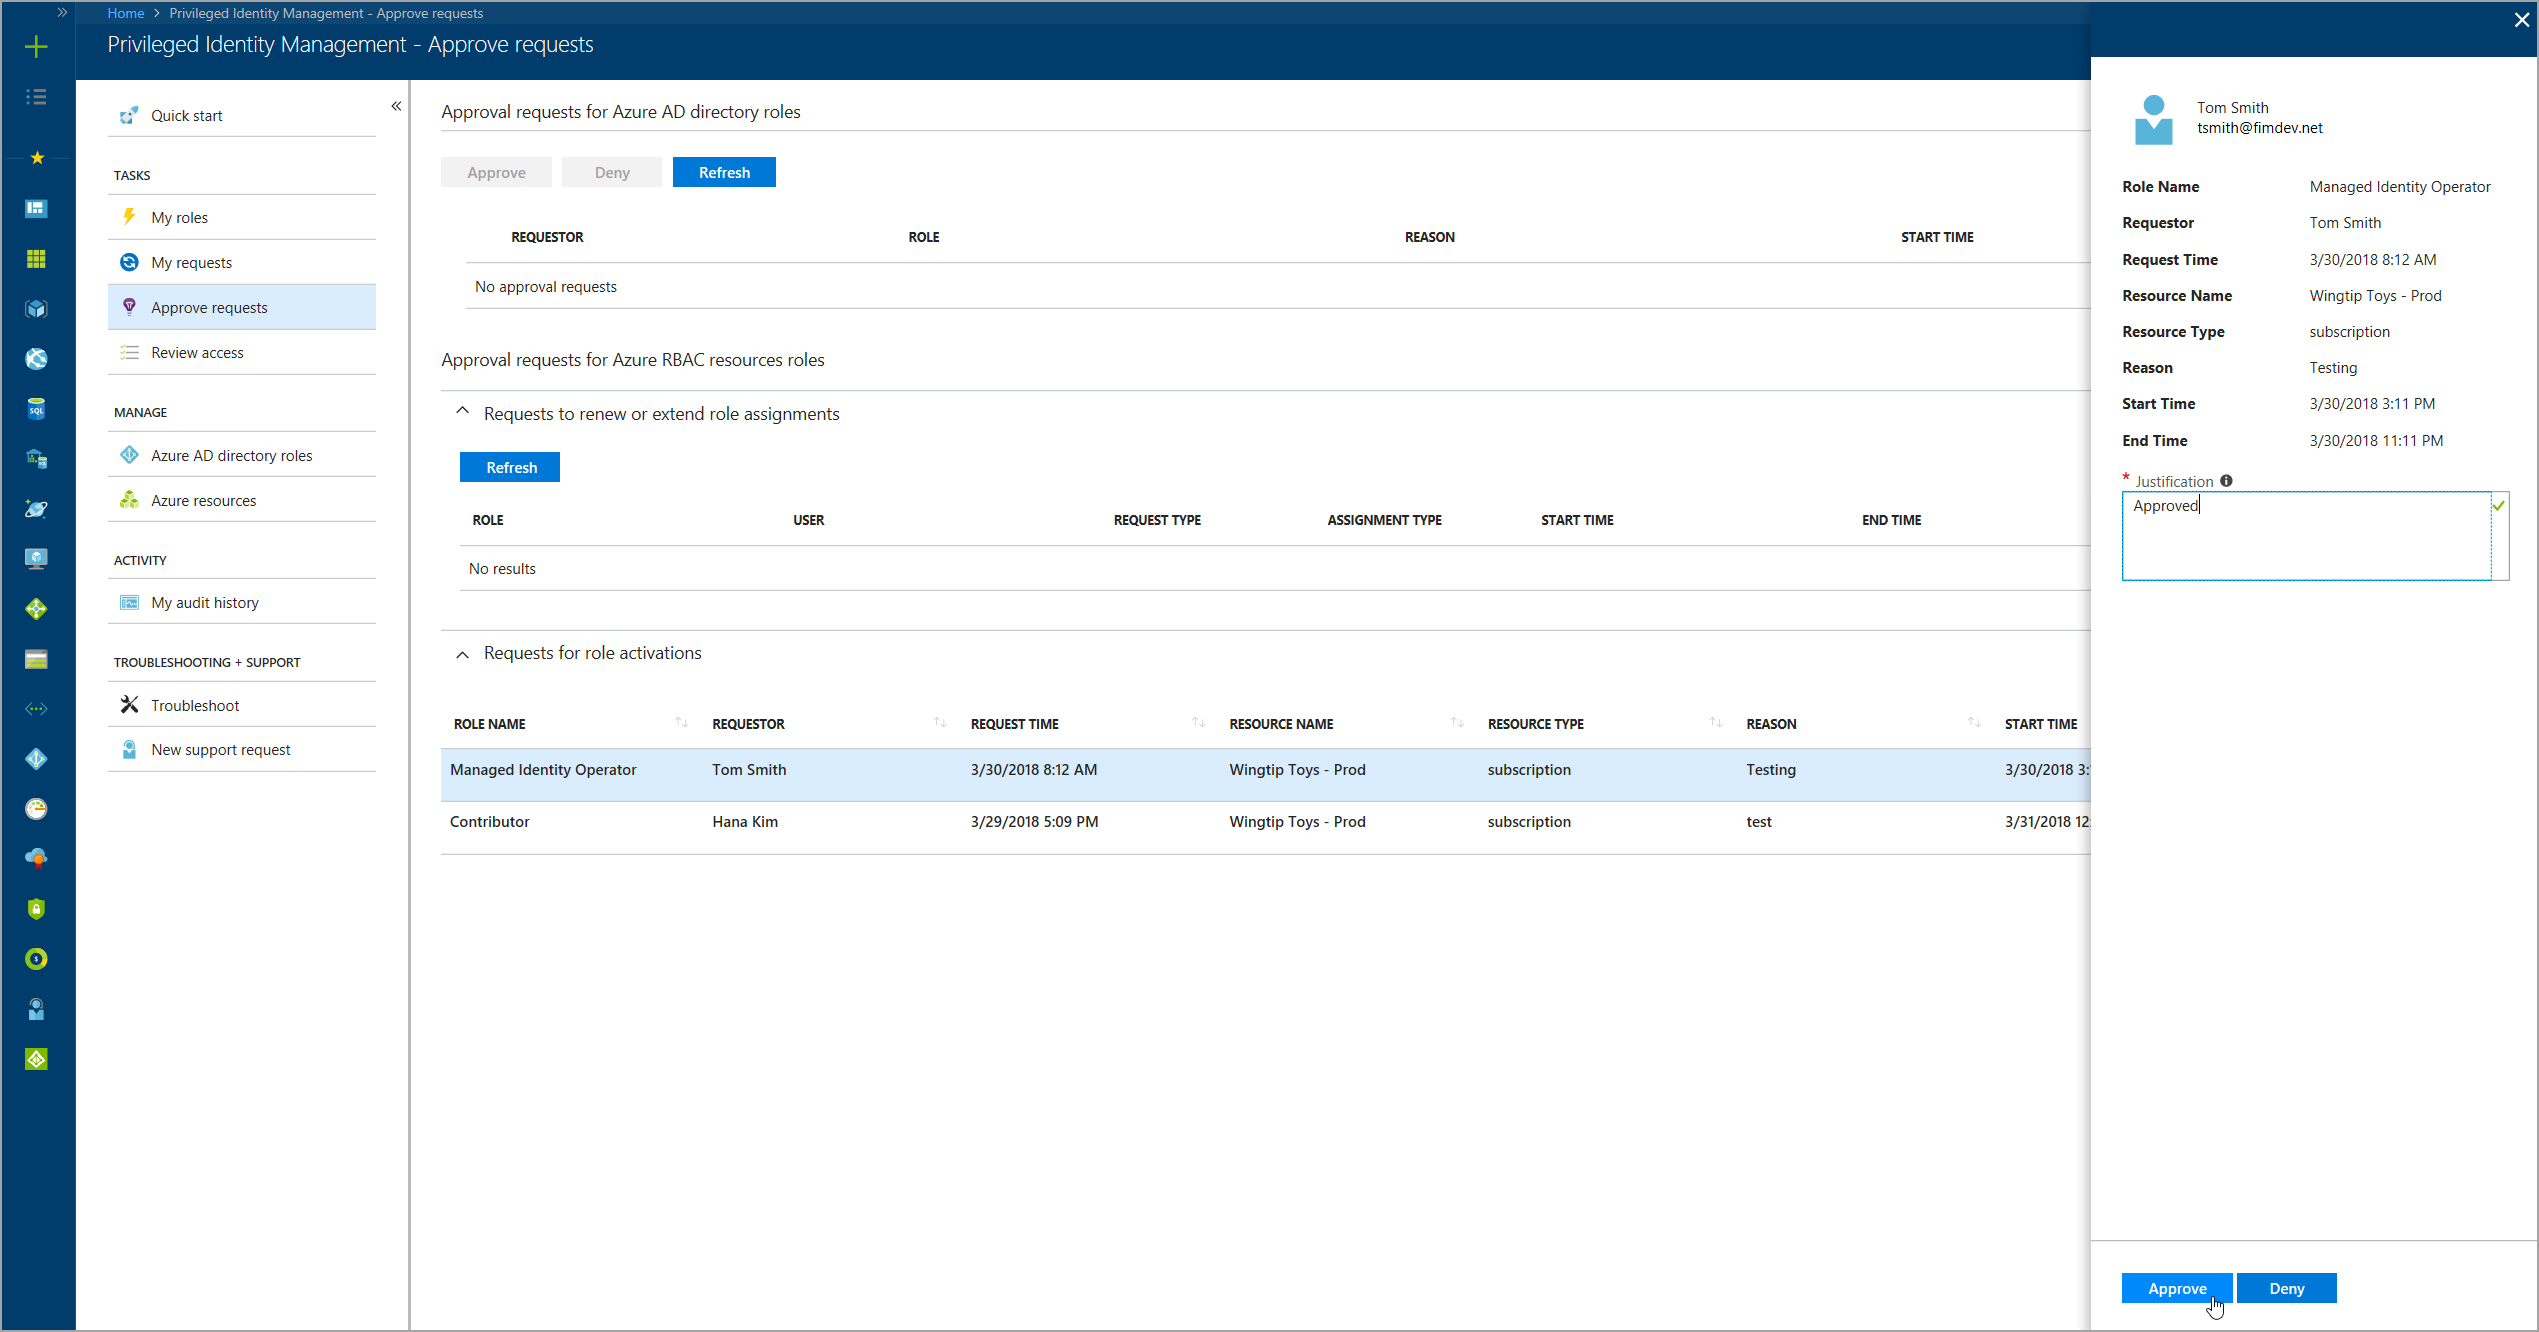 Home > Privileged Identity Management - Approve requests
Privileged Identity Management - Approve requests
Quick start
TASKS
My roles
My requests
Approve requests
Review access
MANAGE
Azure AD directory roles
Azure resources
ACTIVITY
My audit history
TROUBLESHOOTING + SUPPORT
Troubleshoot
New support request
Approval requests for Azure AD directory roles
Approve Deny Refresh
REQUESTOR ROLE REASON START TIME
No approval requests
Approval requests for Azure RBAC resources roles
Requests to renew or extend role assignments
Refresh
ROLE USER REQUEST TYPE ASSIGNMENT TYPE START TIME END TIME
No results
Requests for role activations
ROLE NAME REQUESTOR REQUEST TIME RESOURCE NAME RESOURCE TYPE REASON START TIME
Managed Identity Operator Tom Smith 3/30/2018 8:12 AM Wingtip Toys - Prod subscription Testing 3/30/2018 3:
Contributor Hana Kim 3/29/2018 5:09 PM Wingtip Toys - Prod subscription test 3/31/2018 12:
Tom Smith
tsmith@fimdev.net
Role Name Managed Identity Operator
Requestor Tom Smith
Request Time 3/30/2018 8:12 AM
Resource Name Wingtip Toys - Prod
Resource Type subscription
Reason Testing
Start Time 3/30/2018 3:11 PM
End Time 3/30/2018 11:11 PM
* Justification
Approved
Approve Deny
SQL